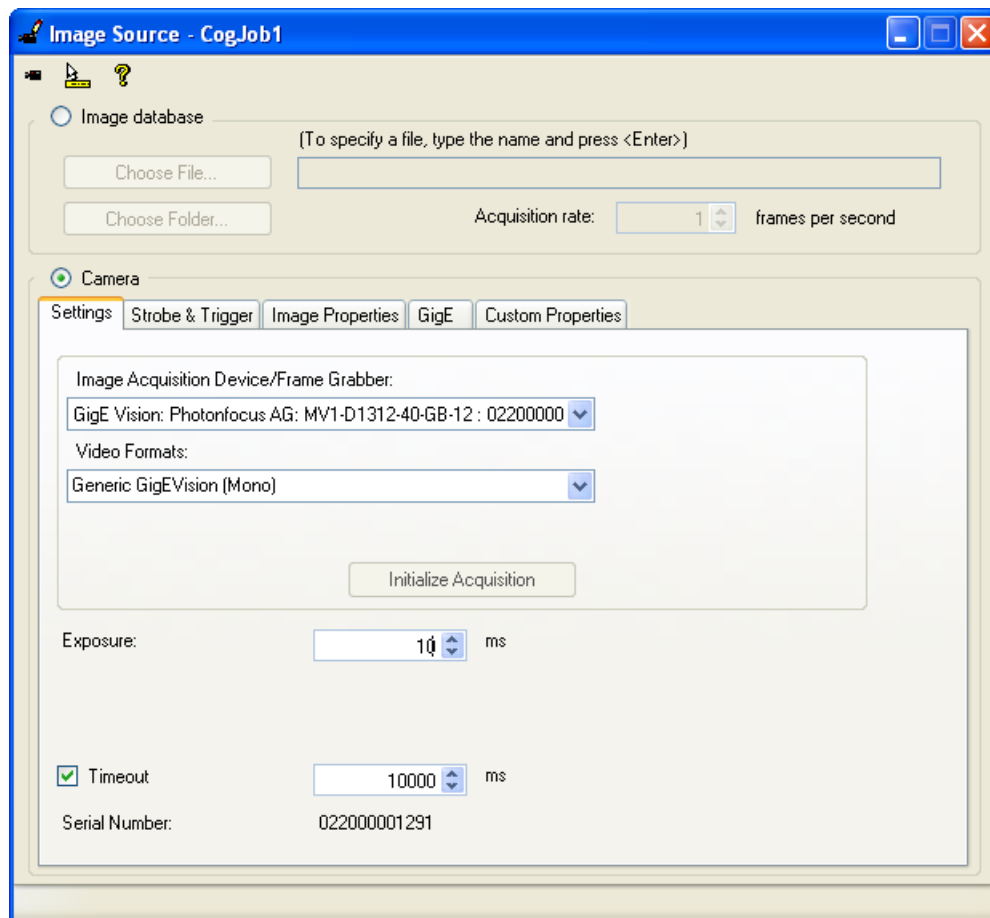 Image Source - CogJob1
Image database
(To specify a file, type the name and press <Enter>)
Choose File...
Choose Folder...
Acquisition rate: 1 frames per second
Camera
Settings Strobe & Trigger Image Properties GigE Custom Properties
Image Acquisition Device/Frame Grabber:
GigE Vision: Photonfocus AG: MV1-D1312-40-GB-12 : 02200000
Video Formats:
Generic GigEVision (Mono)
Initialize Acquisition
Exposure: 10 ms
Timeout 10000 ms
Serial Number: 022000001291